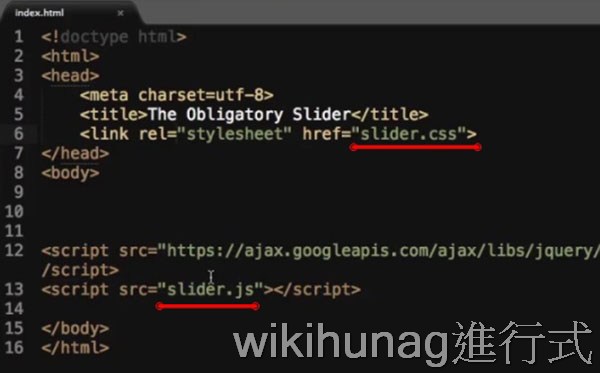 index.html ×
1 <!doctype html>
2 <html>
3 <head>
4 <meta charset=utf-8>
5 <title>The Obligatory Slider</title>
6 <link rel="stylesheet" href="slider.css">
7 </head>
8 <body>
9
10
11
12 <script src="https://ajax.googleapis.com/ajax/libs/jquery/
/script>
13 <script src="slider.js"></script>
14
15 </body>
16 </html>
wikihunag進行式